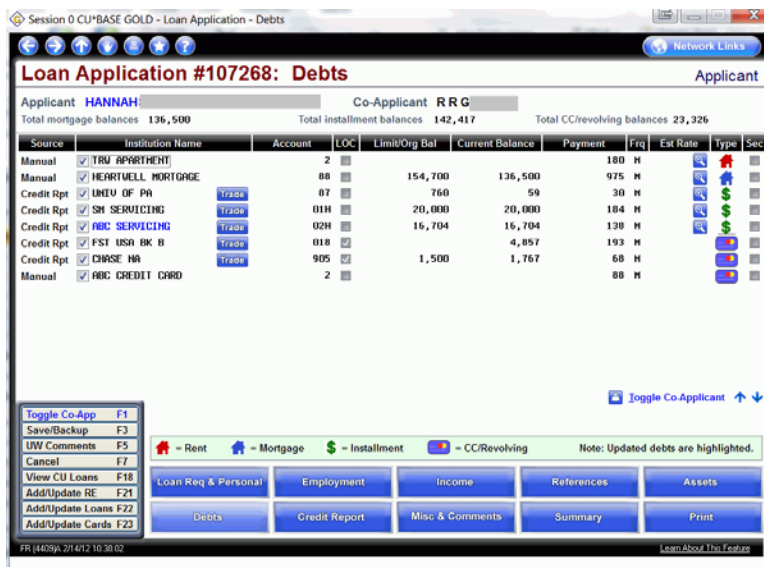 Session 0 CU*BASE GOLD - Loan Application - Debts
Network Links
Loan Application #107268: Debts
Applicant
Applicant HANNAH Co-Applicant R R G
Total mortgage balances 136,500 Total installment balances 142,417 Total CC/revolving balances 23,326
Source Institution Name Account LOC Limit/Org Bal Current Balance Payment Frq Est Rate Type Sec
Manual TRW APARTMENT 2 180 M
Manual HEARTWELL MORTGAGE 88 154,700 136,500 975 M
Credit Rpt UNIV OF PA Trade 87 760 59 30 M $
Credit Rpt SM SERVICING Trade 01H 20,000 20,000 184 M $
Credit Rpt ABC SERVICING Trade 02H 16,704 16,704 138 M $
Credit Rpt FST USA BK B Trade 018 4,857 193 M
Credit Rpt CHASE NA Trade 905 1,500 1,767 68 M
Manual ABC CREDIT CARD 2 88 M
Toggle Co-Applicant
Toggle Co-App F1
Save/Backup F3
UW Comments F5
Cancel F7
View CU Loans F18
Add/Update RE F21
Add/Update Loans F22
Add/Update Cards F23
= Rent = Mortgage $ = Installment = CC/Revolving Note: Updated debts are highlighted.
Loan Req & Personal Employment Income References Assets
Debts Credit Report Misc & Comments Summary Print
FR (4409)A 2/14/12 10:38:02 Learn About This Feature